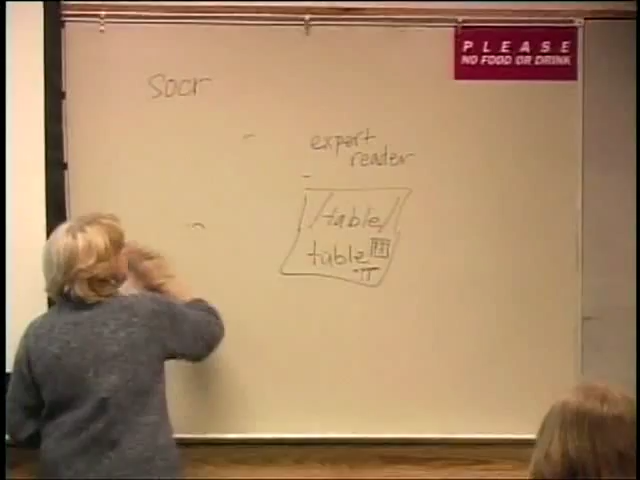 PLEASE
NO FOOD OR DRINK
socr
expert
reader
/table/
table